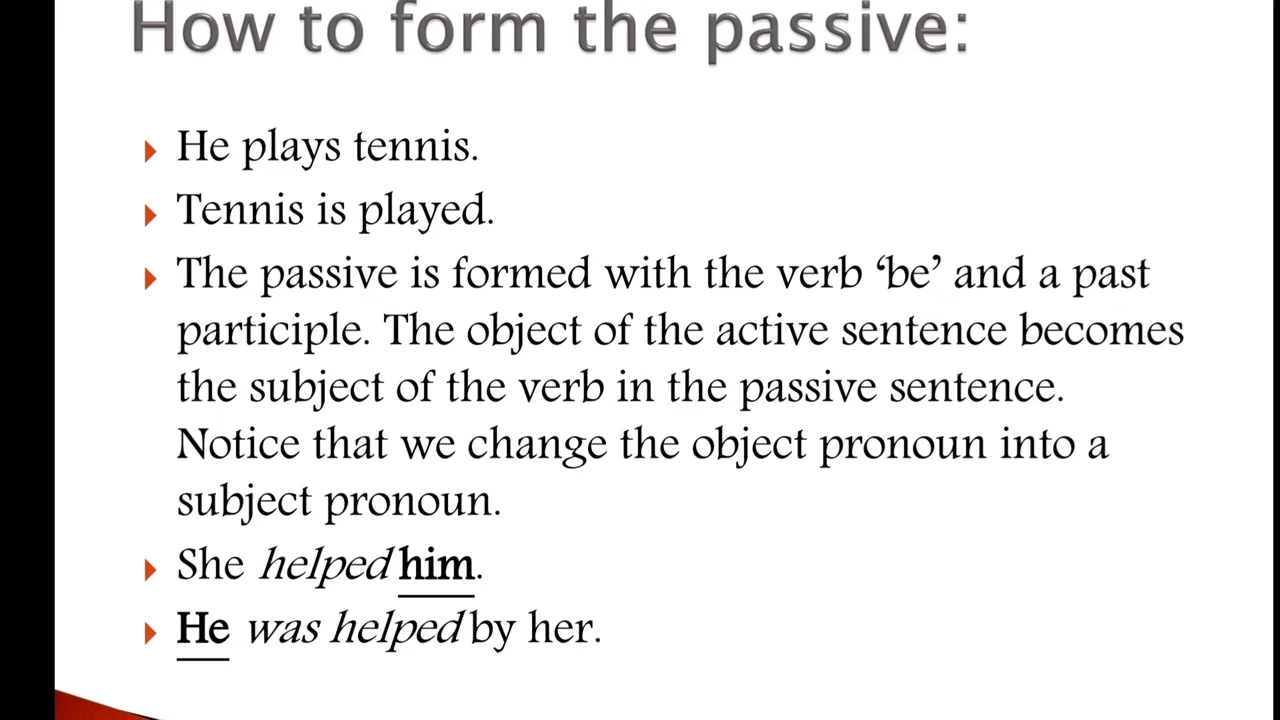 How to form the passive:
He plays tennis.
Tennis is played.
The passive is formed with the verb ‘be’ and a past
participle. The object of the active sentence becomes
the subject of the verb in the passive sentence.
Notice that we change the object pronoun into a
subject pronoun.
She helped him.
He was helped by her.